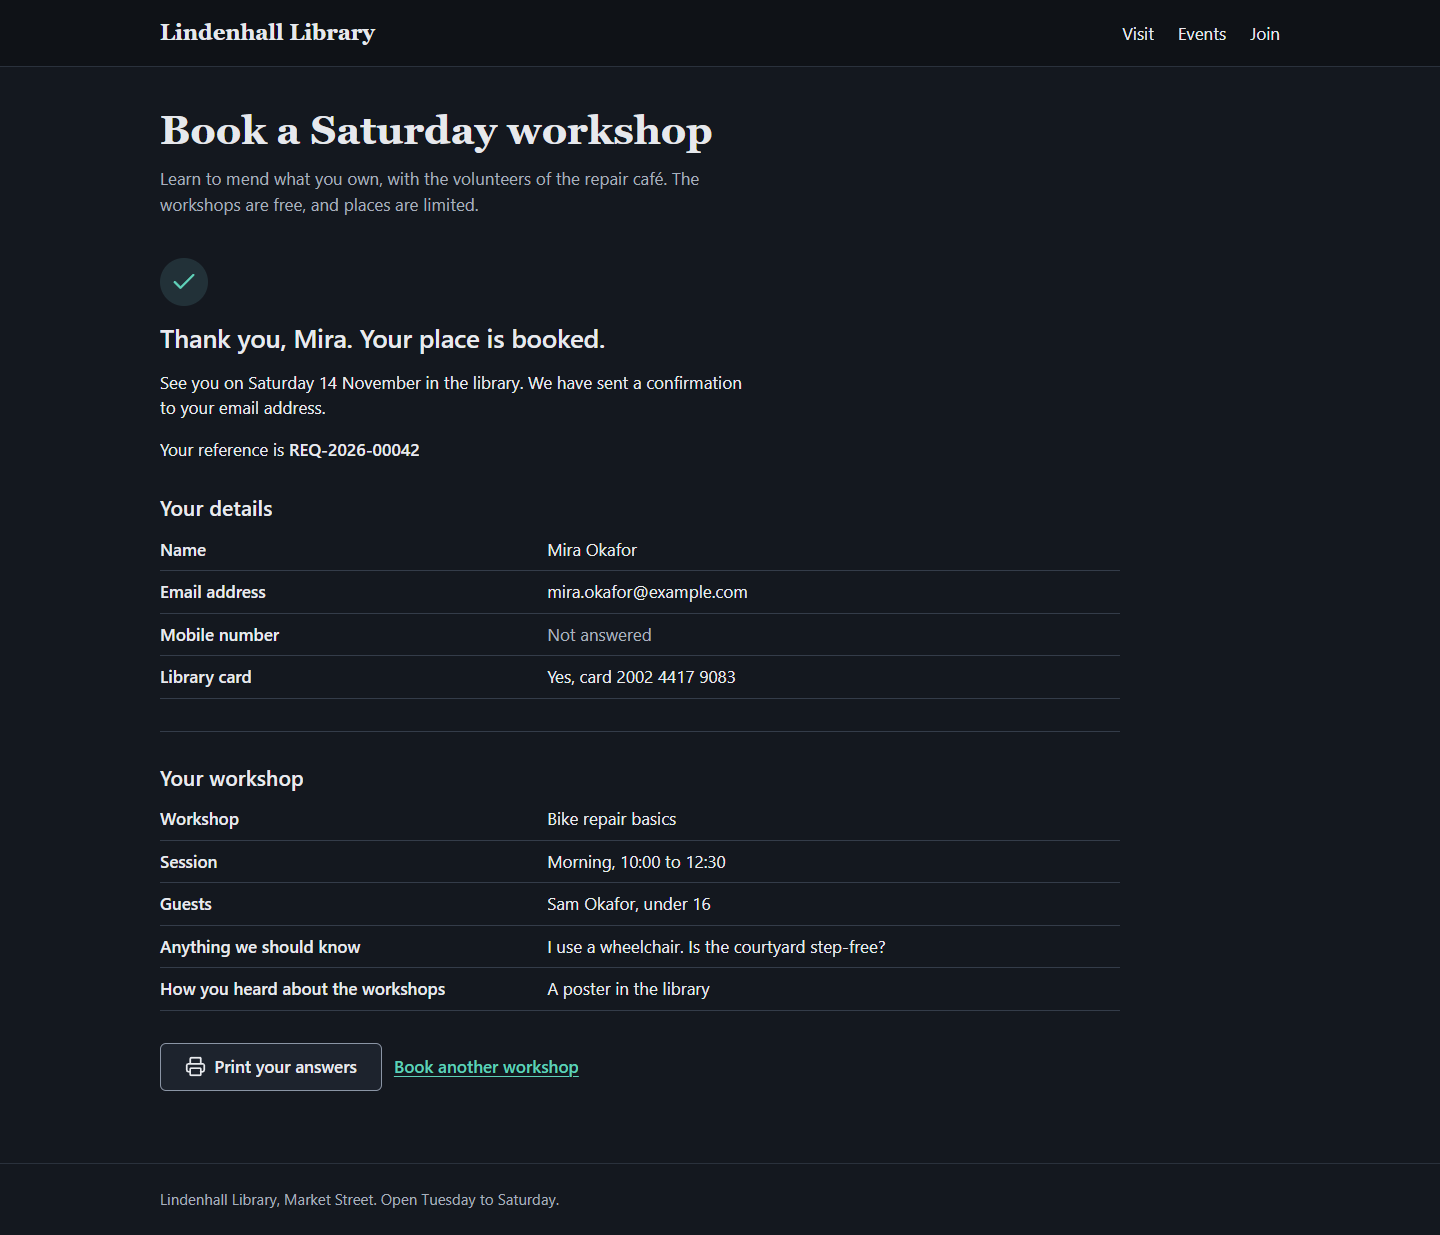 Lindenhall Library
Visit Events Join
Book a Saturday workshop
Learn to mend what you own, with the volunteers of the repair café. The
workshops are free, and places are limited.
Thank you, Mira. Your place is booked.
See you on Saturday 14 November in the library. We have sent a confirmation
to your email address.
Your reference is REQ-2026-00042
Your details
Name Mira Okafor
Email address mira.okafor@example.com
Mobile number Not answered
Library card Yes, card 2002 4417 9083
Your workshop
Workshop Bike repair basics
Session Morning, 10:00 to 12:30
Guests Sam Okafor, under 16
Anything we should know I use a wheelchair. Is the courtyard step-free?
How you heard about the workshops A poster in the library
Print your answers Book another workshop
Lindenhall Library, Market Street. Open Tuesday to Saturday.